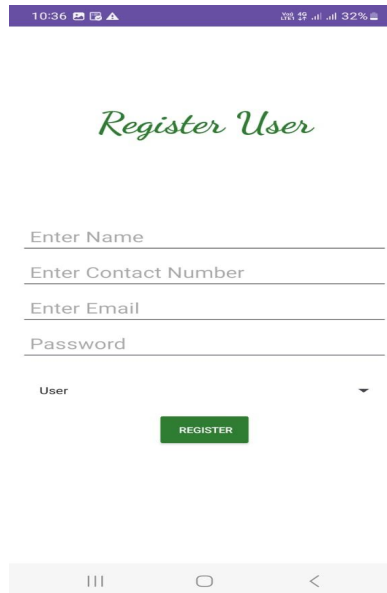 10:36 32%
Register User
Enter Name
Enter Contact Number
Enter Email
Password
User
REGISTER